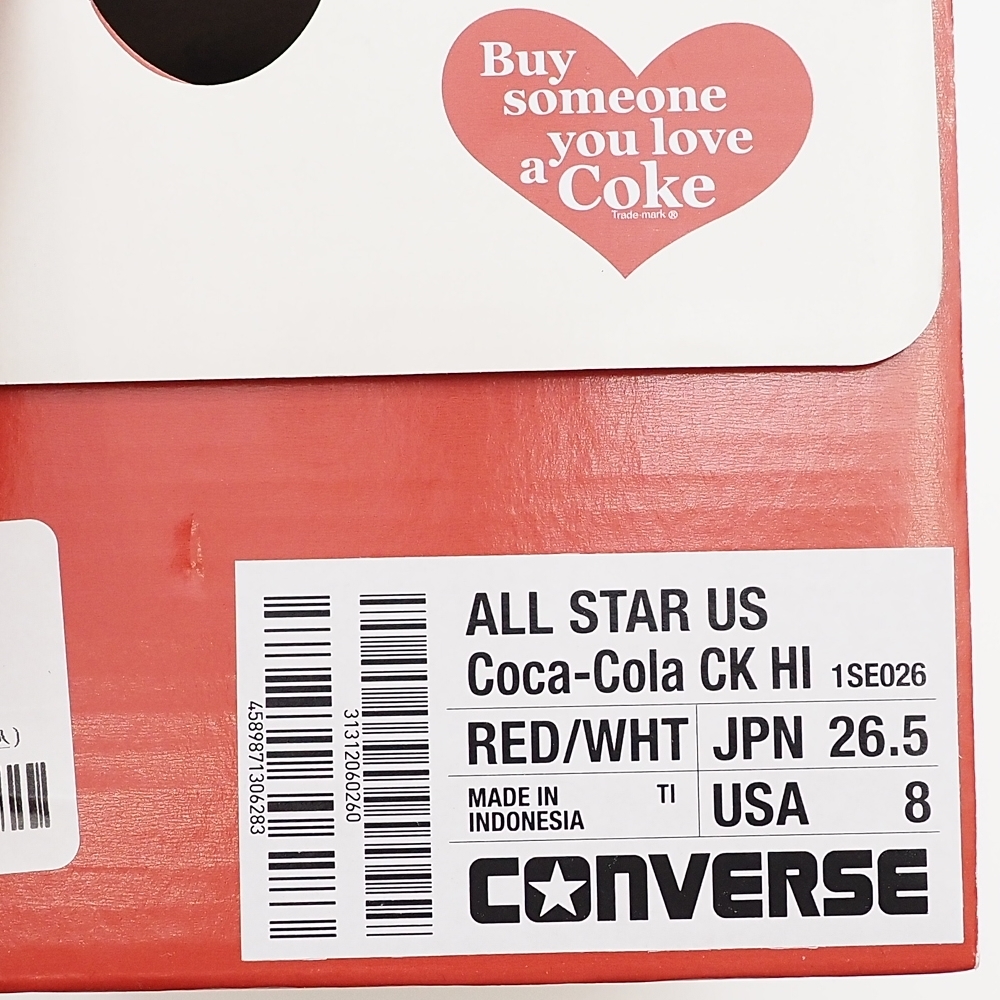 Buy
someone
you love
a Coke
Trade-mark ®
ALL STAR US
Coca-Cola CK HI 1SE026
RED/WHT JPN 26.5
MADE IN INDONESIA TI USA 8
CONVERSE
4589871306283
31312060260